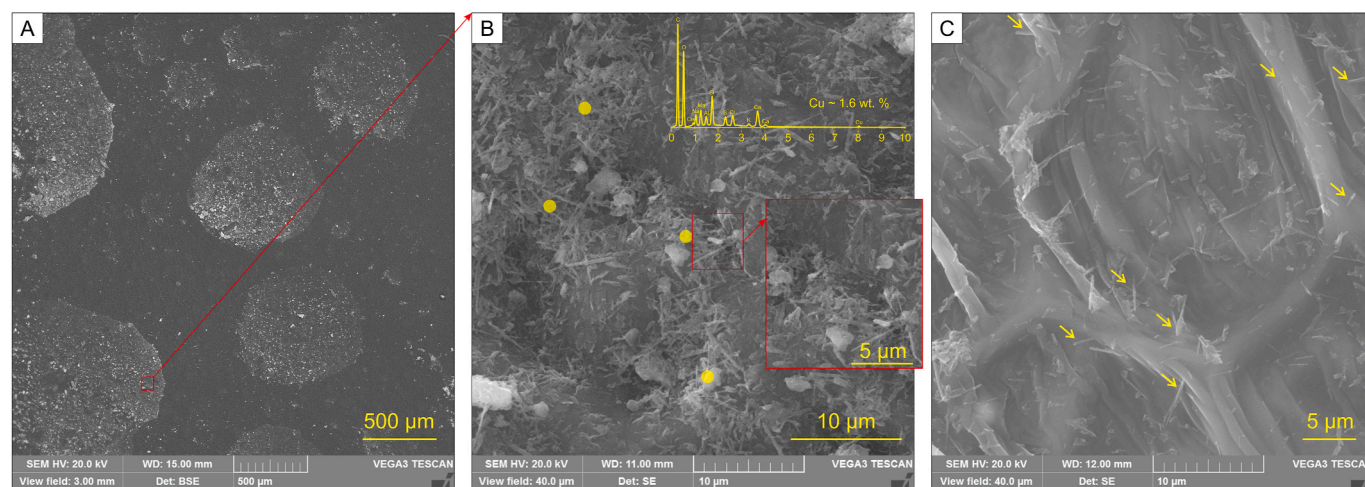 A
500 µm
SEM HV: 20.0 kV WD: 15.00 mm VEGA3 TESCAN
View field: 3.00 mm Det: BSE 500 µm
B
C
O
Cu ~ 1.6 wt. %
K
Ca
Cu
0 1 2 3 4 5 6 7 8 9 10
5 µm
10 µm
SEM HV: 20.0 kV WD: 11.00 mm VEGA3 TESCAN
View field: 40.0 µm Det: SE 10 µm
C
5 µm
SEM HV: 20.0 kV WD: 12.00 mm VEGA3 TESCAN
View field: 40.0 µm Det: SE 10 µm